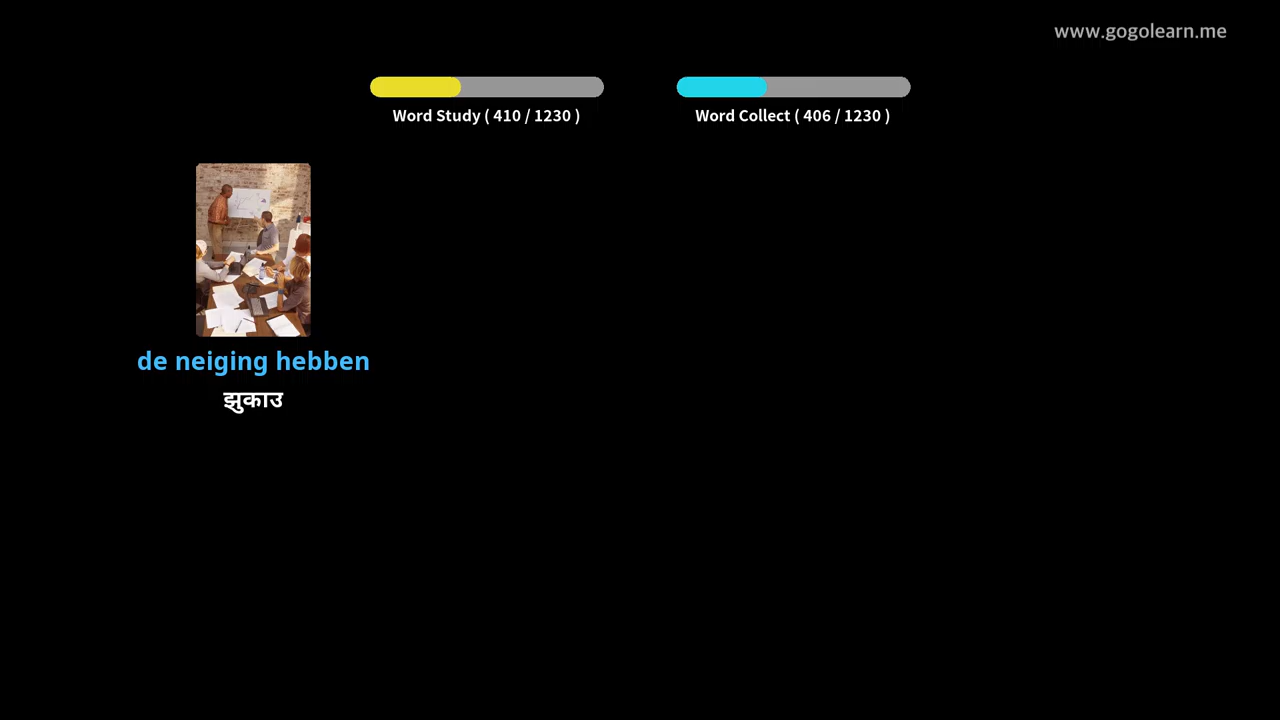 www.gogolearn.me
Word Study ( 410 / 1230 )
Word Collect ( 406 / 1230 )
de neiging hebben
झुकाउ